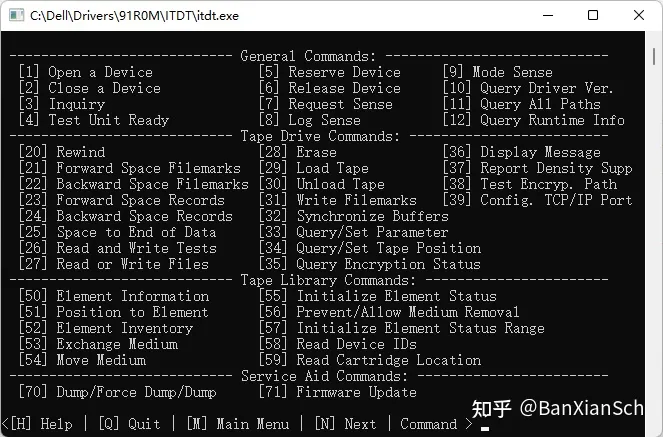 C:\Dell\Drivers\91R0M\ITDT\itdt.exe
---------------------------- General Commands: ----------------------------
[1] Open a Device [5] Reserve Device [9] Mode Sense
[2] Close a Device [6] Release Device [10] Query Driver Ver.
[3] Inquiry [7] Request Sense [11] Query All Paths
[4] Test Unit Ready [8] Log Sense [12] Query Runtime Info
---------------------------- Tape Drive Commands: -------------------------
[20] Rewind [28] Erase [36] Display Message
[21] Forward Space Filemarks [29] Load Tape [37] Report Density Supp
[22] Backward Space Filemarks [30] Unload Tape [38] Test Encryp. Path
[23] Forward Space Records [31] Write Filemarks [39] Config. TCP/IP Port
[24] Backward Space Records [32] Synchronize Buffers
[25] Space to End of Data [33] Query/Set Parameter
[26] Read and Write Tests [34] Query/Set Tape Position
[27] Read or Write Files [35] Query Encryption Status
---------------------------- Tape Library Commands: -----------------------
[50] Element Information [55] Initialize Element Status
[51] Position to Element [56] Prevent/Allow Medium Removal
[52] Element Inventory [57] Initialize Element Status Range
[53] Exchange Medium [58] Read Device IDs
[54] Move Medium [59] Read Cartridge Location
---------------------------- Service Aid Commands: ------------------------
[70] Dump/Force Dump/Dump [71] Firmware Update
<[H] Help | [Q] Quit | [M] Main Menu | [N] Next | Command > _
知乎 @BanXianSch